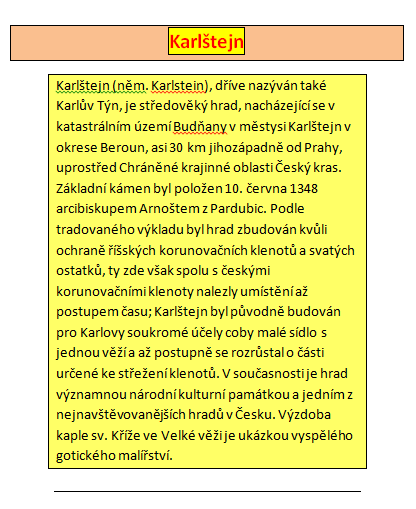 Karlštejn
Karlštejn (něm. Karlstein), dříve nazýván také
Karlův Týn, je středověký hrad, nacházející se v
katastrálním území Budňany v městysi Karlštejn v
okrese Beroun, asi 30 km jihozápadně od Prahy,
uprostřed Chráněné krajinné oblasti Český kras.
Základní kámen byl položen 10. června 1348
arcibiskupem Arnoštem z Pardubic. Podle
tradovaného výkladu byl hrad zbudován kvůli
ochraně říšských korunovačních klenotů a svatých
ostatků, ty zde však spolu s českými
korunovačními klenoty nalezly umístění až
postupem času; Karlštejn byl původně budován
pro Karlovy soukromé účely coby malé sídlo s
jednou věží a až postupně se rozrůstal o části
určené ke střežení klenotů. V současnosti je hrad
významnou národní kulturní památkou a jedním z
nejnavštěvovanějších hradů v Česku. Výzdoba
kaple sv. Kříže ve Velké věži je ukázkou vyspělého
gotického malířství.